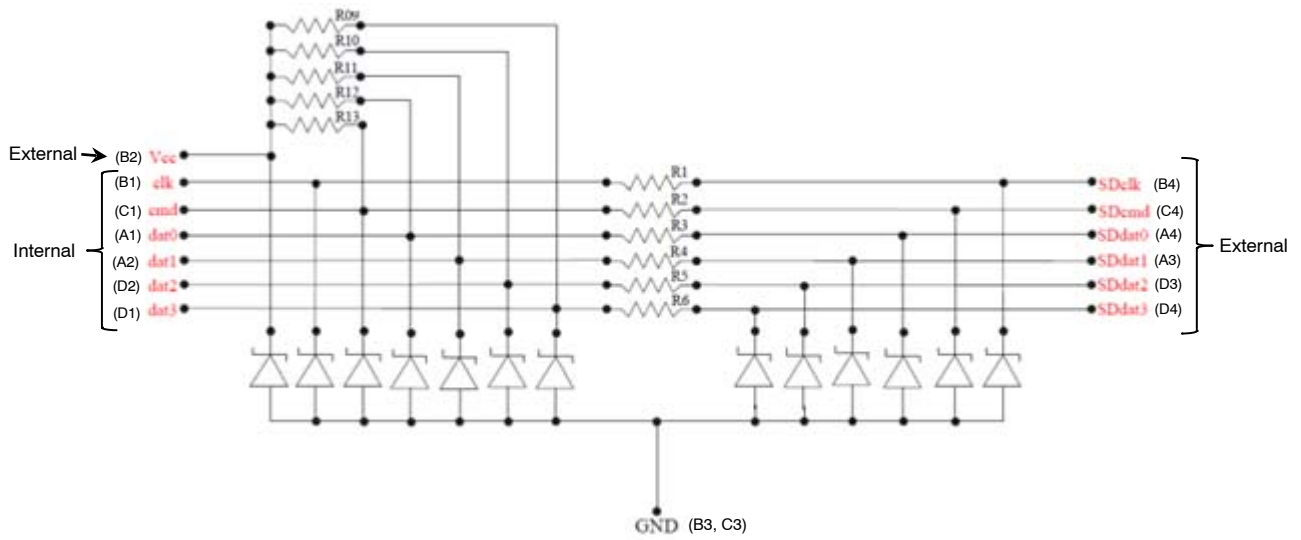 R09
R10
R11
R12
R13
External (B2) Vcc
(B1) clk R1 SDclk (B4)
(C1) cmd R2 SDcmd (C4)
(A1) dat0 R3 SDdat0 (A4)
Internal External
(A2) dat1 R4 SDdat1 (A3)
(D2) dat2 R5 SDdat2 (D3)
(D1) dat3 R6 SDdat3 (D4)
GND (B3, C3)